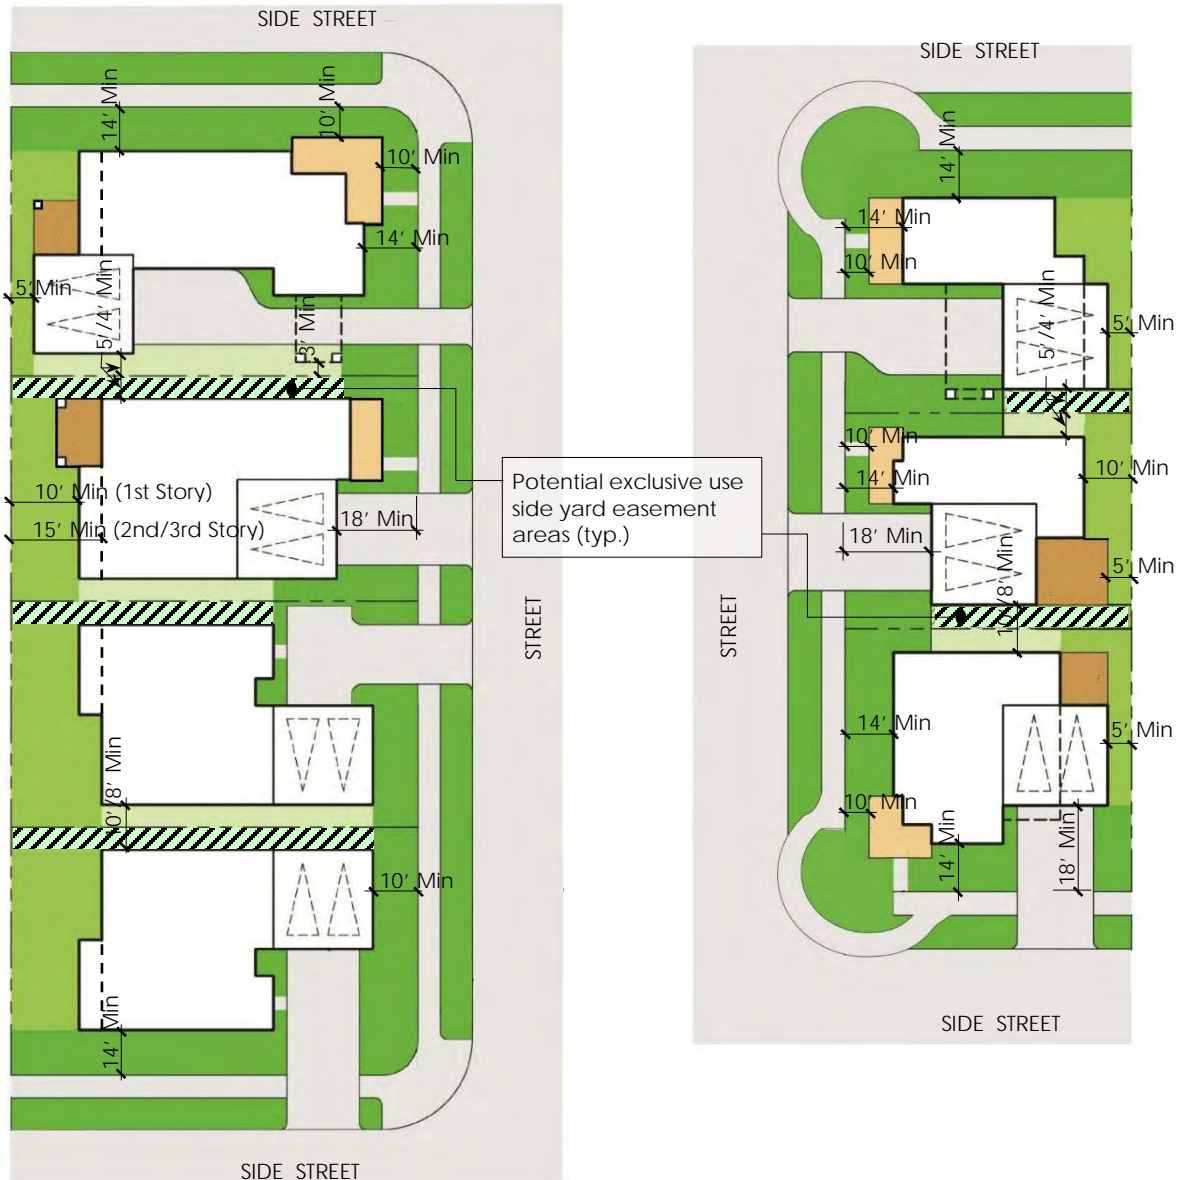 SIDE STREET
14' Min
10' Min
10' Min
14' Min
5' Min
5'/4' Min
3' Min
10' Min (1st Story)
15' Min (2nd/3rd Story)
18' Min
10'/8' Min
10' Min
14' Min
STREET
SIDE STREET
Potential exclusive use
side yard easement
areas (typ.)
SIDE STREET
14' Min
14' Min
10' Min
5'/4' Min
5' Min
10' Min
14' Min
10' Min
18' Min
10'/8' Min
5' Min
STREET
14' Min
5' Min
10' Min
14' Min
18' Min
SIDE STREET